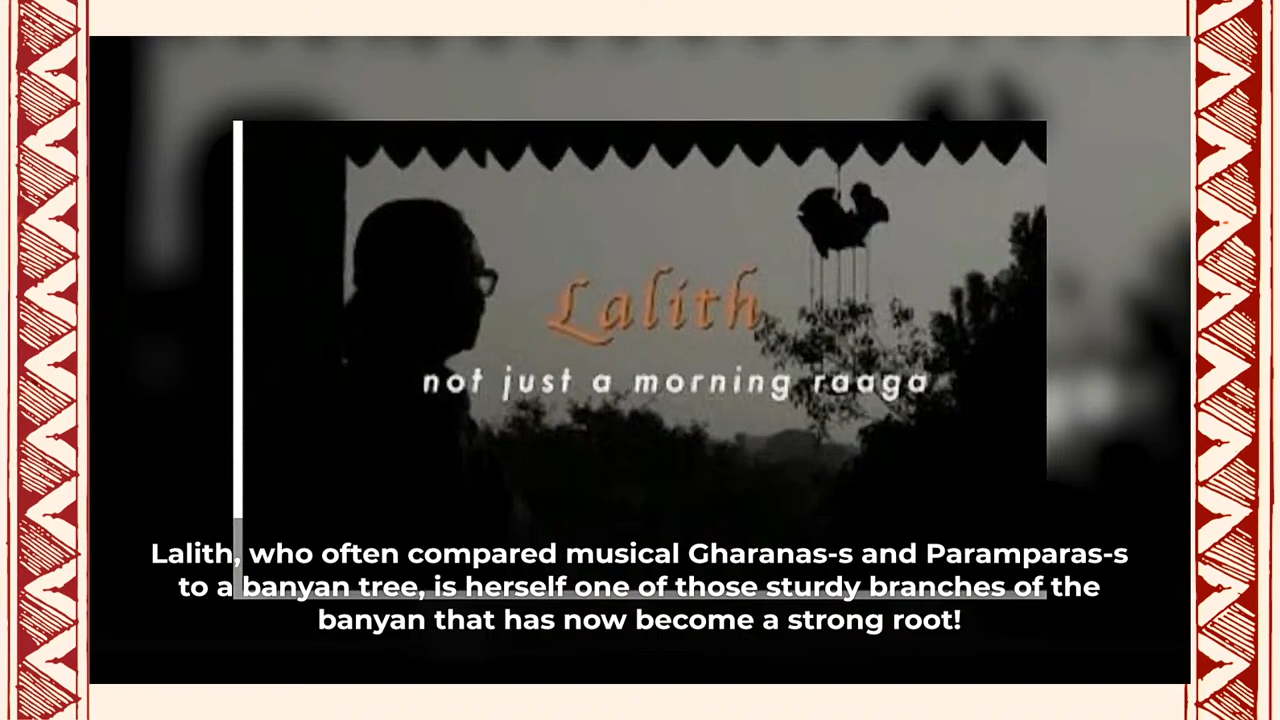 Lalith
not just a morning raaga
Lalith, who often compared musical Gharanas-s and Paramparas-s
to a banyan tree, is herself one of those sturdy branches of the
banyan that has now become a strong root!